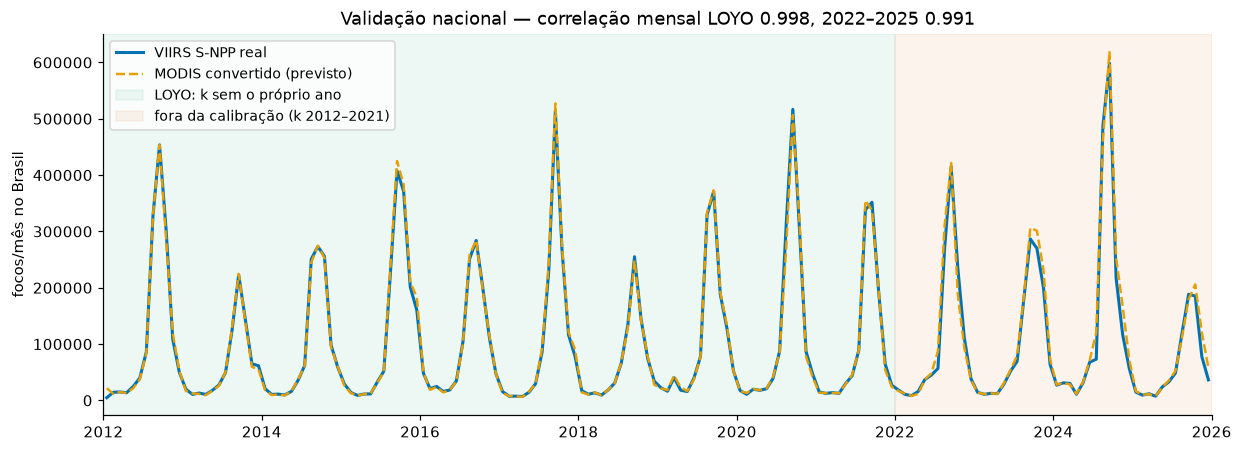 Validação nacional — correlação mensal LOYO 0.998, 2022–2025 0.991
VIIRS S-NPP real
MODIS convertido (previsto)
LOYO: k sem o próprio ano
fora da calibração (k 2012–2021)
focos/mês no Brasil
600000
500000
400000
300000
200000
100000
0
2012
2014
2016
2018
2020
2022
2024
2026